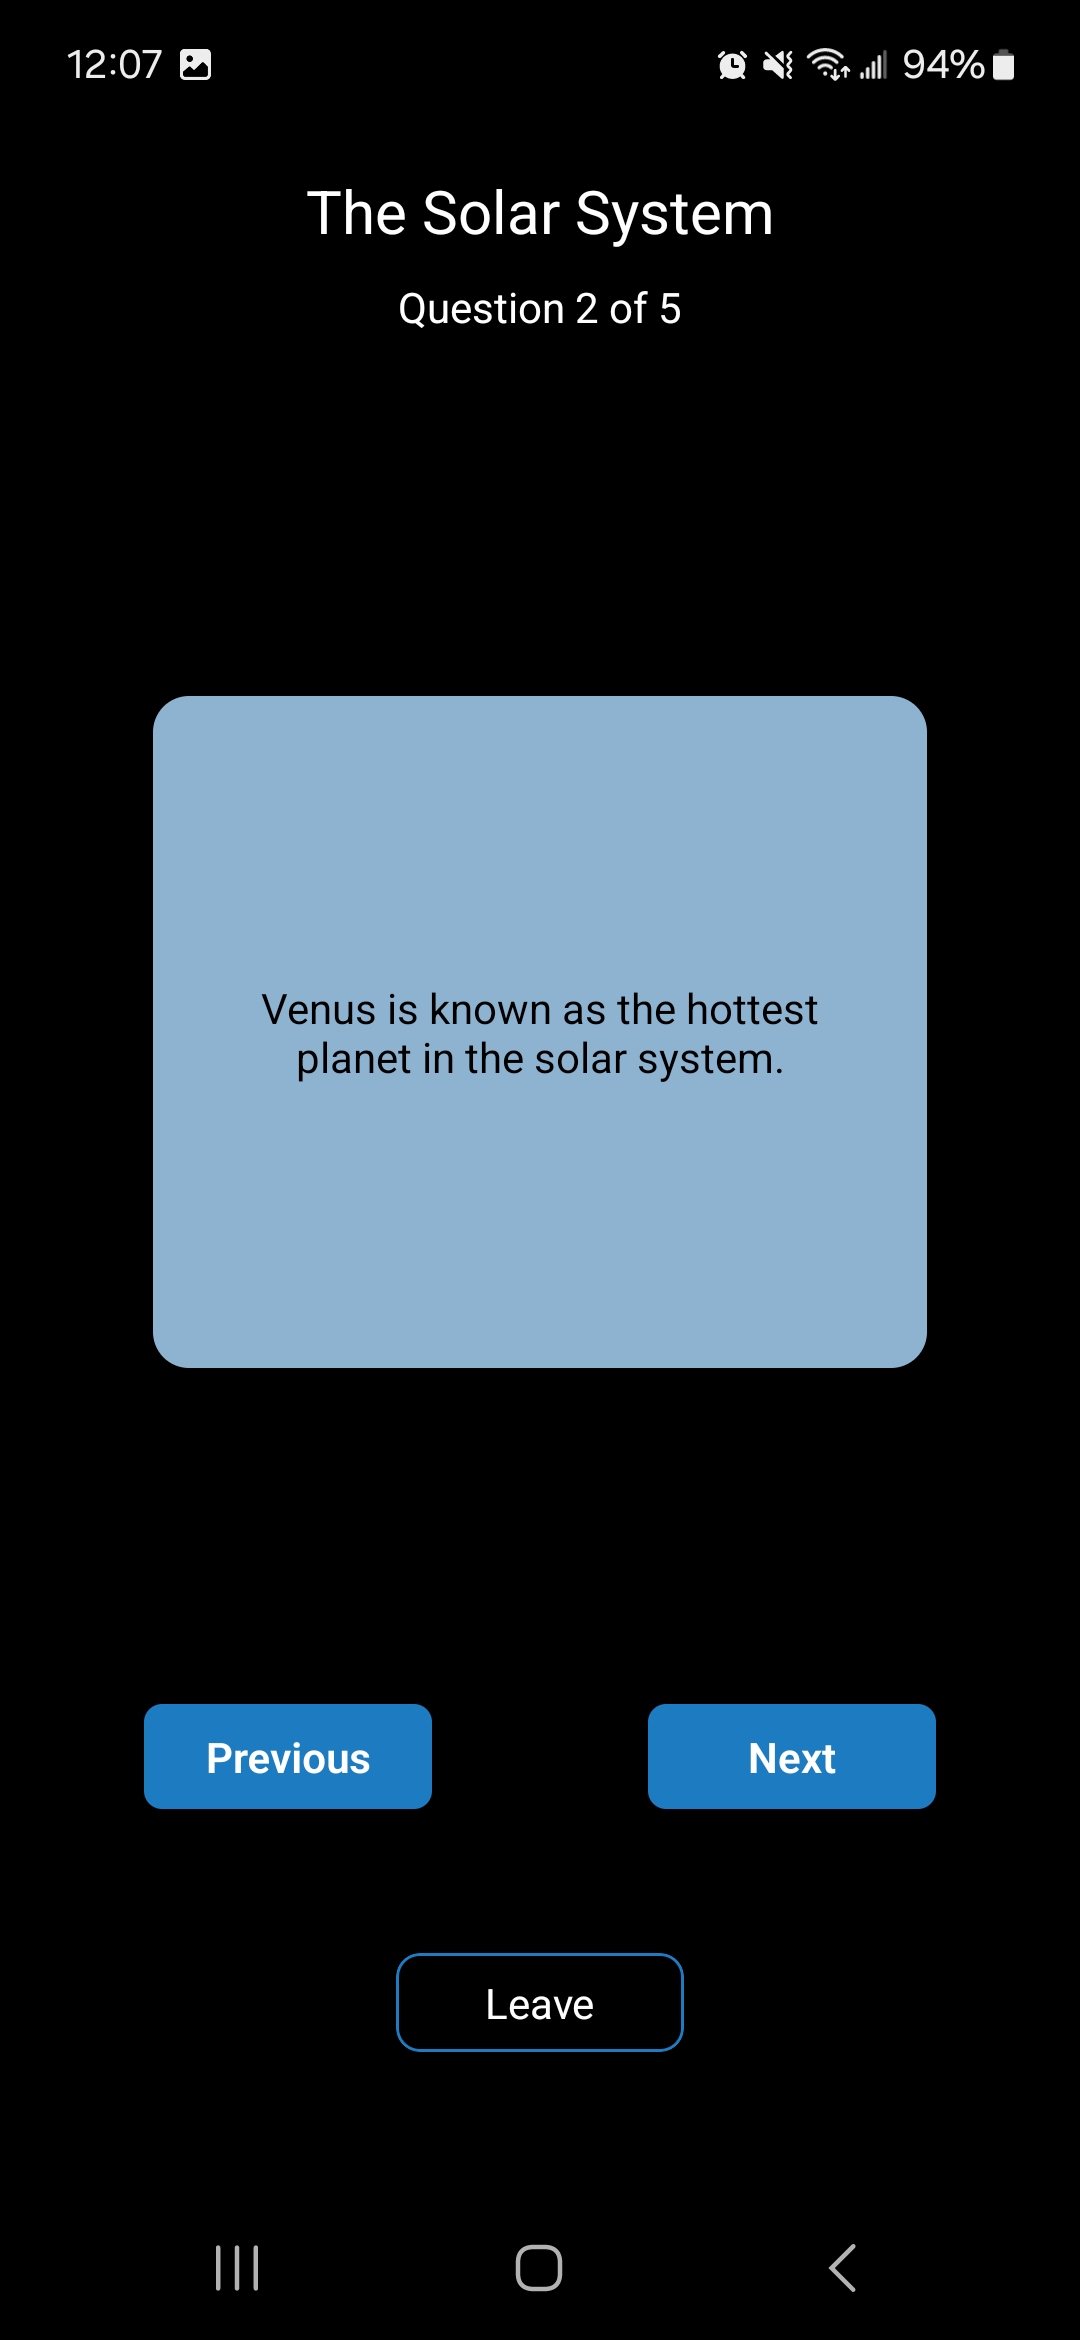 12:07
94%
The Solar System
Question 2 of 5
Venus is known as the hottest
planet in the solar system.
Previous
Next
Leave